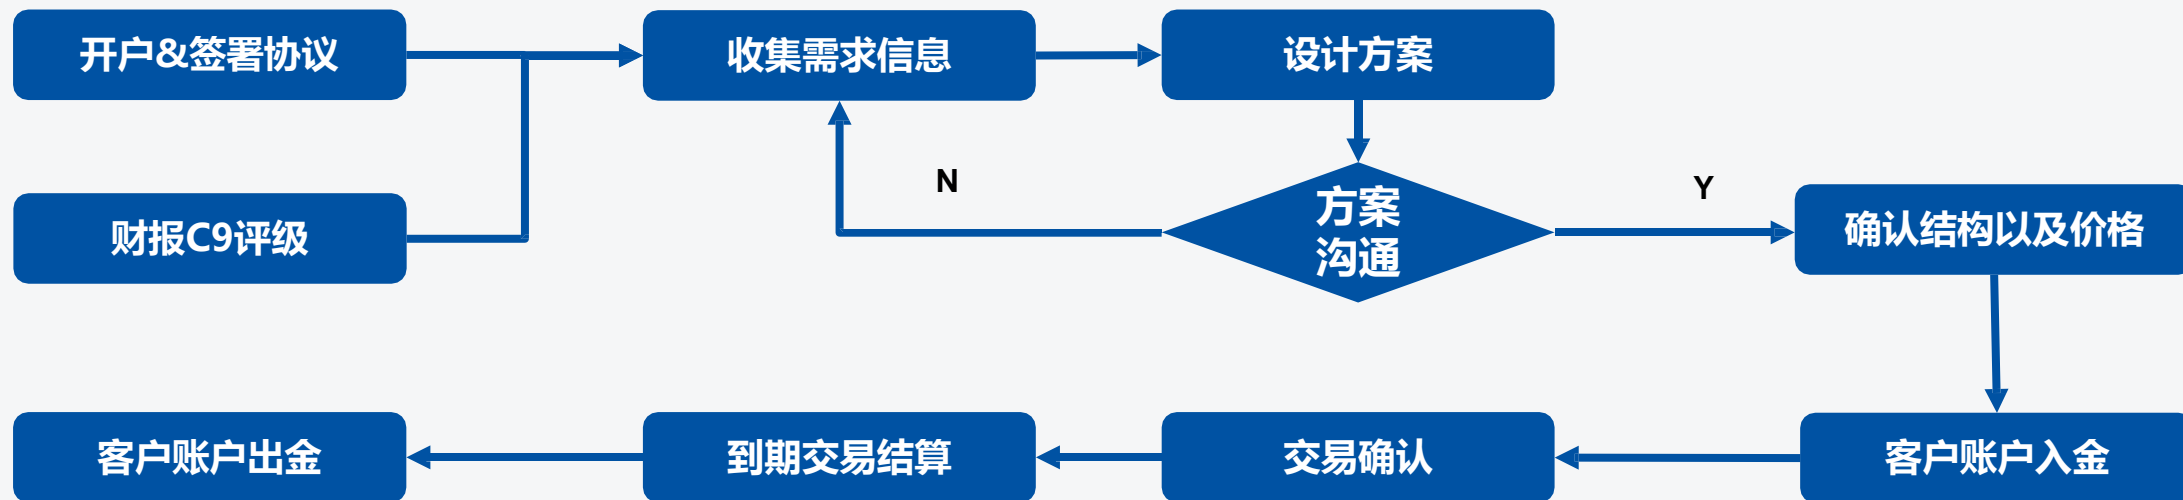 开户&签署协议
收集需求信息
设计方案
N
Y
财报C9评级
方案
沟通
确认结构以及价格
客户账户出金
到期交易结算
交易确认
客户账户入金